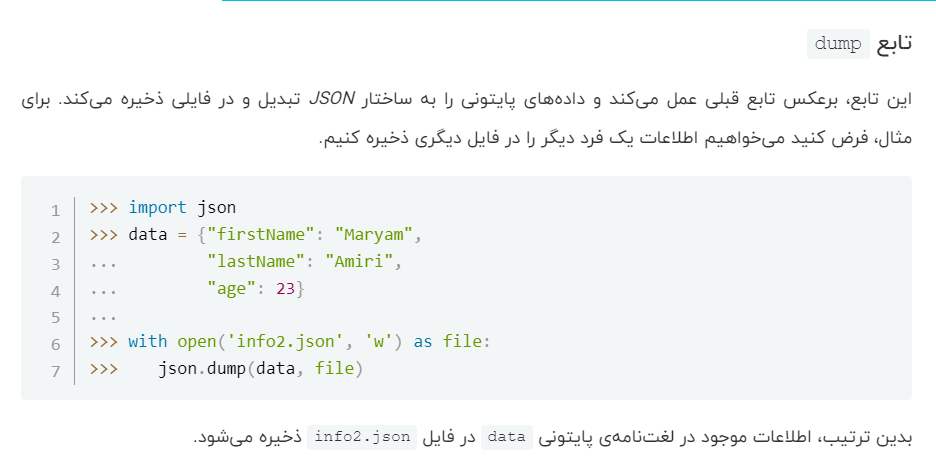 تابع dump
این تابع، برعکس تابع قبلی عمل می‌کند و داده‌های پایتونی را به ساختار JSON تبدیل و در فایلی ذخیره می‌کند. برای
مثال، فرض کنید می‌خواهیم اطلاعات یک فرد دیگر را در فایل دیگری ذخیره کنیم.
1 >>> import json
2 >>> data = {"firstName": "Maryam",
3 ...         "lastName": "Amiri",
4 ...         "age": 23}
5 ...
6 >>> with open('info2.json', 'w') as file:
7 >>>    json.dump(data, file)
بدین ترتیب، اطلاعات موجود در لغت‌نامه‌ی پایتونی data در فایل info2.json ذخیره می‌شود.